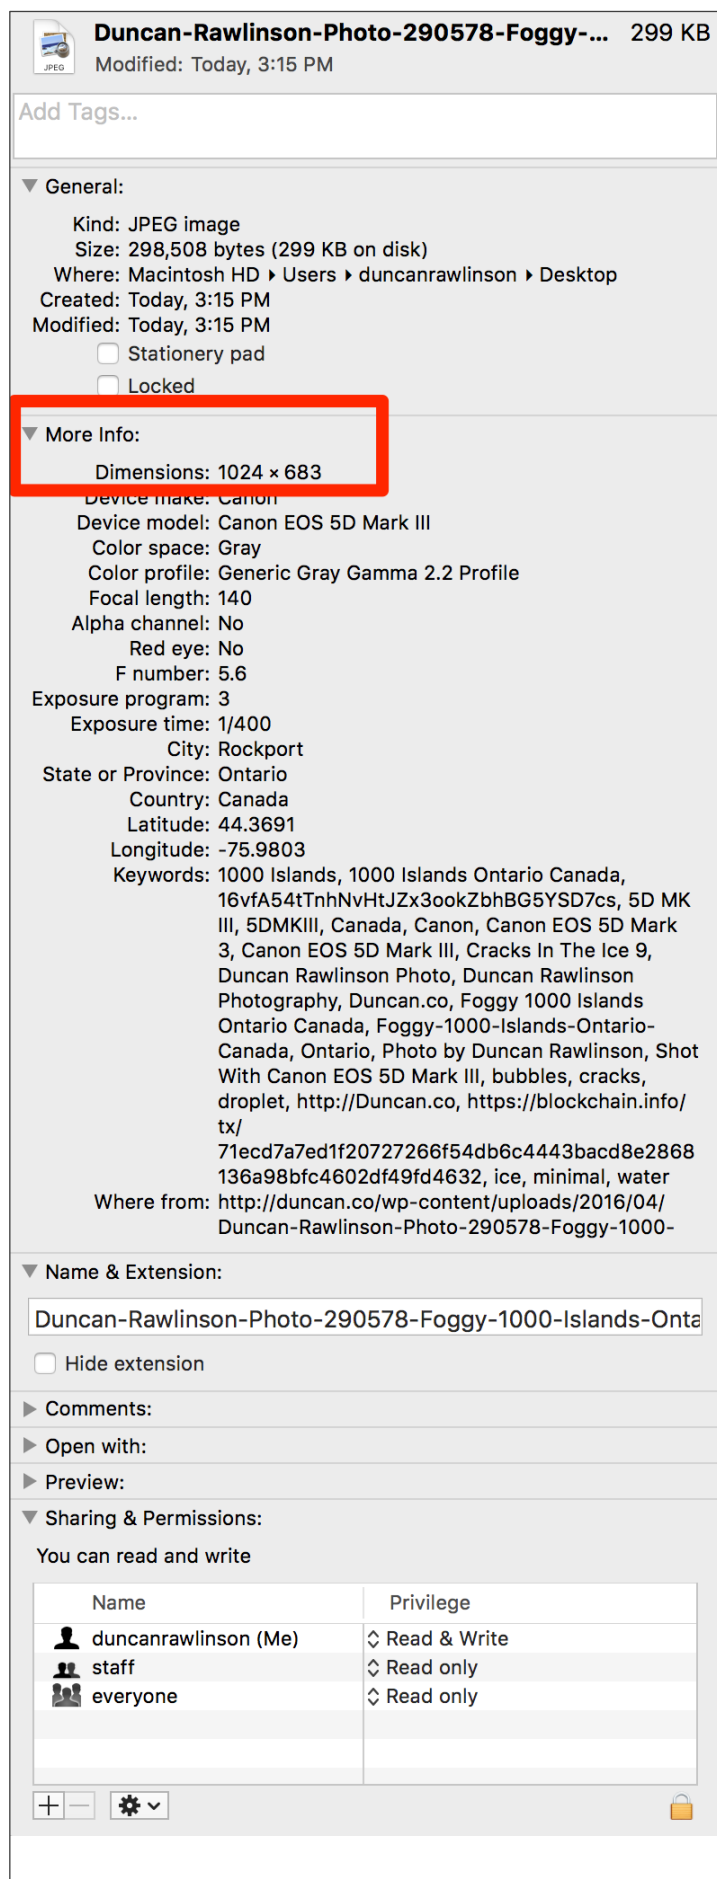 Duncan-Rawlinson-Photo-290578-Foggy-... 299 KB
JPEG
Modified: Today, 3:15 PM
Add Tags...
General:
Kind: JPEG image
Size: 298,508 bytes (299 KB on disk)
Where: Macintosh HD ▸ Users ▸ duncanrawlinson ▸ Desktop
Created: Today, 3:15 PM
Modified: Today, 3:15 PM
Stationery pad
Locked
More Info:
Dimensions: 1024 × 683
Device make: Canon
Device model: Canon EOS 5D Mark III
Color space: Gray
Color profile: Generic Gray Gamma 2.2 Profile
Focal length: 140
Alpha channel: No
Red eye: No
F number: 5.6
Exposure program: 3
Exposure time: 1/400
City: Rockport
State or Province: Ontario
Country: Canada
Latitude: 44.3691
Longitude: -75.9803
Keywords: 1000 Islands, 1000 Islands Ontario Canada,
16vfA54tTnhNvHtJZx3ookZbhBG5YSD7cs, 5D MK
III, 5DMKIII, Canada, Canon, Canon EOS 5D Mark
3, Canon EOS 5D Mark III, Cracks In The Ice 9,
Duncan Rawlinson Photo, Duncan Rawlinson
Photography, Duncan.co, Foggy 1000 Islands
Ontario Canada, Foggy-1000-Islands-Ontario-
Canada, Ontario, Photo by Duncan Rawlinson, Shot
With Canon EOS 5D Mark III, bubbles, cracks,
droplet, http://Duncan.co, https://blockchain.info/
tx/
71ecd7a7ed1f20727266f54db6c4443bacd8e2868
136a98bfc4602df49fd4632, ice, minimal, water
Where from: http://duncan.co/wp-content/uploads/2016/04/
Duncan-Rawlinson-Photo-290578-Foggy-1000-
Name & Extension:
Duncan-Rawlinson-Photo-290578-Foggy-1000-Islands-Onta
Hide extension
Comments:
Open with:
Preview:
Sharing & Permissions:
You can read and write
Name Privilege
duncanrawlinson (Me) Read & Write
staff Read only
everyone Read only